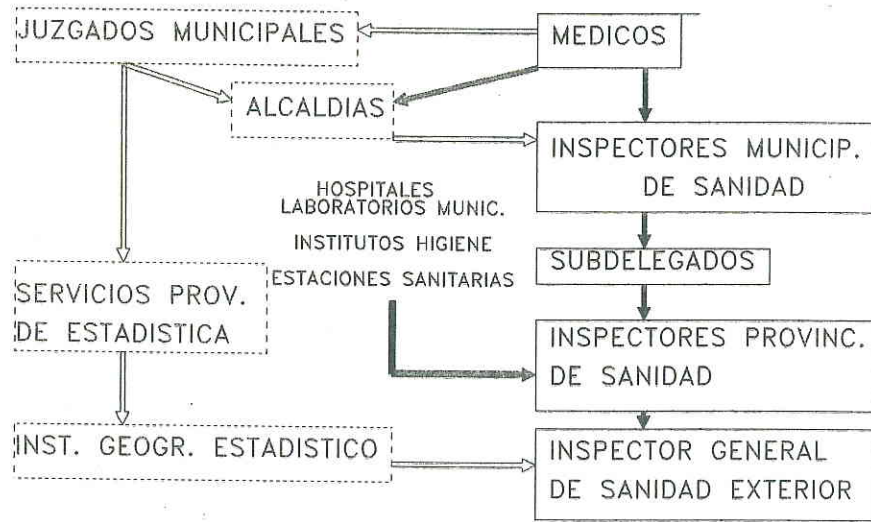 JUZGADOS MUNICIPALES
MEDICOS
ALCALDIAS
INSPECTORES MUNICIP.
DE SANIDAD
HOSPITALES
LABORATORIOS MUNIC.
INSTITUTOS HIGIENE
ESTACIONES SANITARIAS
SUBDELEGADOS
SERVICIOS PROV.
DE ESTADISTICA
INSPECTORES PROVINC.
DE SANIDAD
INST. GEOGR. ESTADISTICO
INSPECTOR GENERAL
DE SANIDAD EXTERIOR